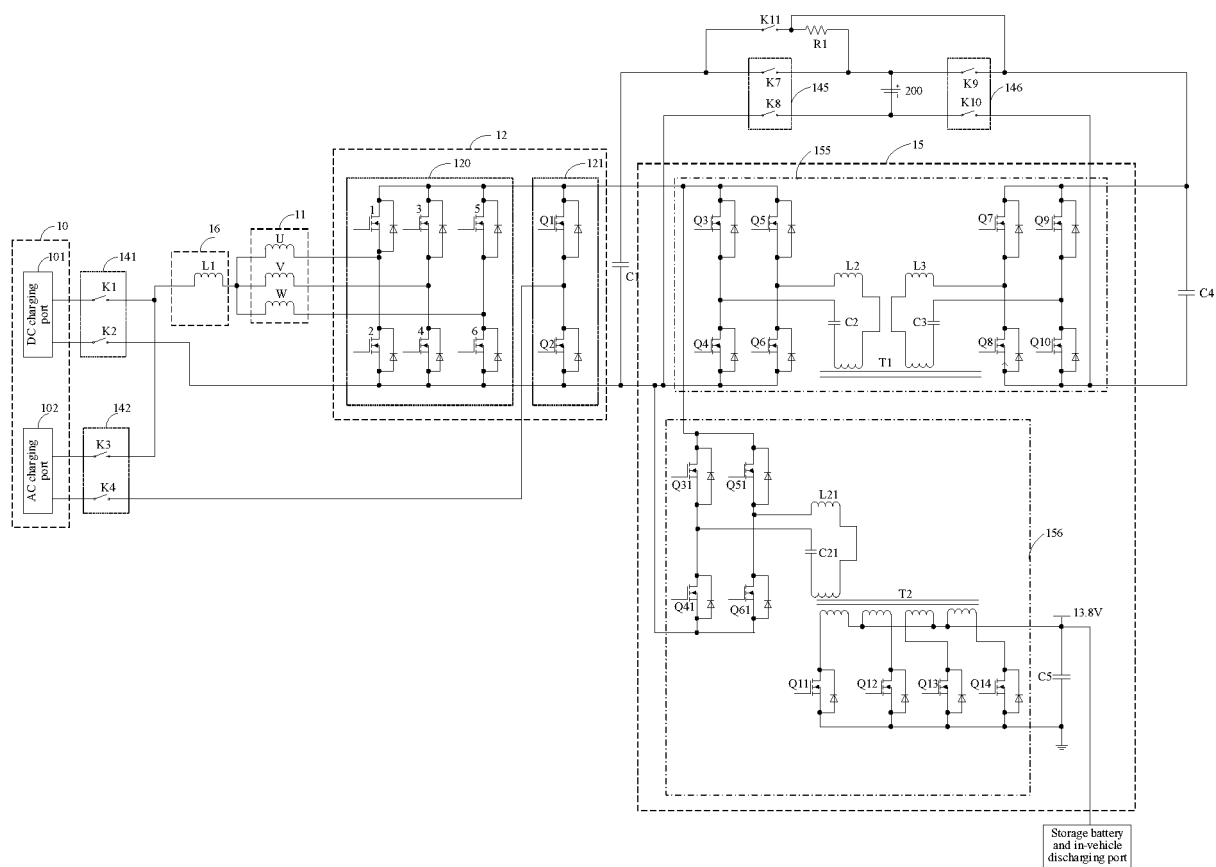 K11
R1
K7
145
K9
146
200
+
K8
K10
12
15
155
120
121
1
3
5
Q1
Q3
Q5
Q7
Q9
11
16
U
10
141
101
L1
V
C1
L2
L3
K1
DC charging port
W
C4
K2
2
4
6
Q2
Q4
Q6
C2
C3
Q8
Q10
T1
102
142
K3
AC charging port
K4
Q31
Q51
L21
156
C21
Q41
Q61
T2
13.8V
Q11
Q12
Q13
Q14
C5
Storage battery
and in-vehicle
discharging port